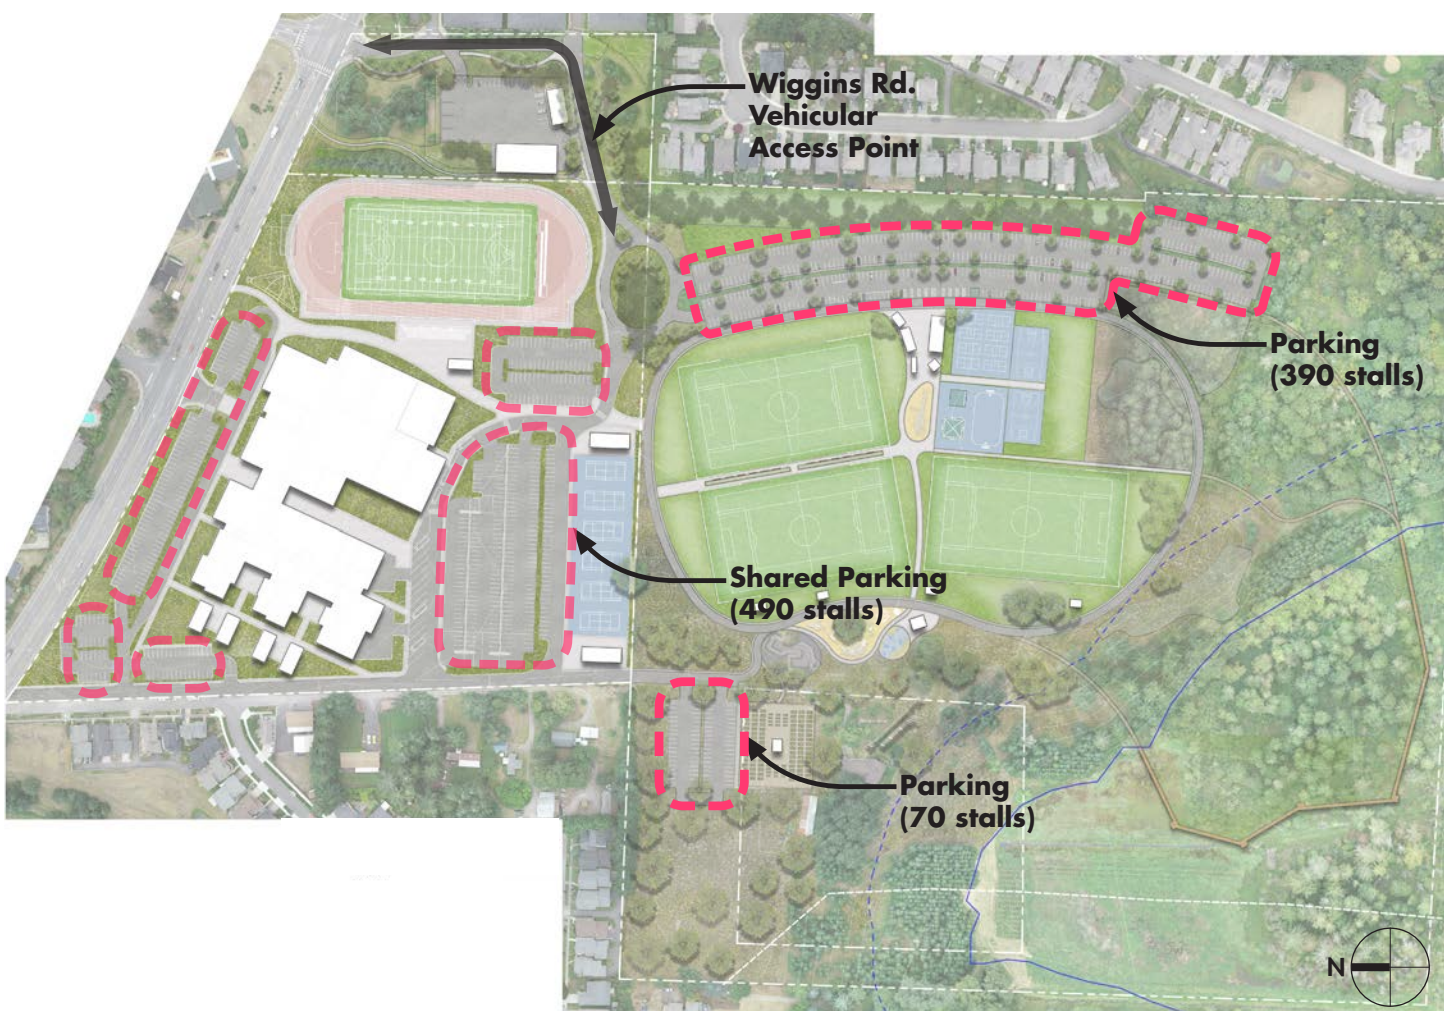 Wiggins Rd.
Vehicular
Access Point
Parking
(390 stalls)
Shared Parking
(490 stalls)
Parking
(70 stalls)
N